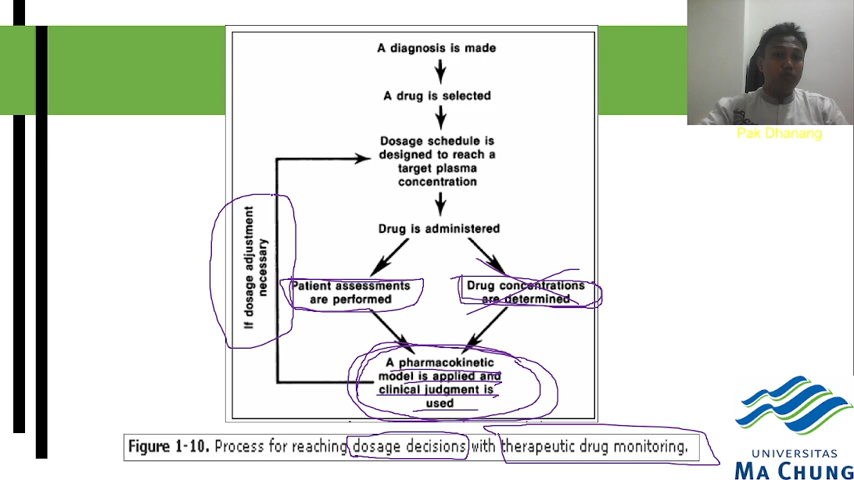 A diagnosis is made
A drug is selected
Dosage schedule is
designed to reach a
target plasma
concentration
Drug is administered
If dosage adjustment
necessary
Patient assessments
are performed
Drug concentrations
are determined
A pharmacokinetic
model is applied and
clinical judgment is
used
Figure 1-10. Process for reaching dosage decisions with therapeutic drug monitoring.
Pak Dhanang
UNIVERSITAS
MA CHUNG